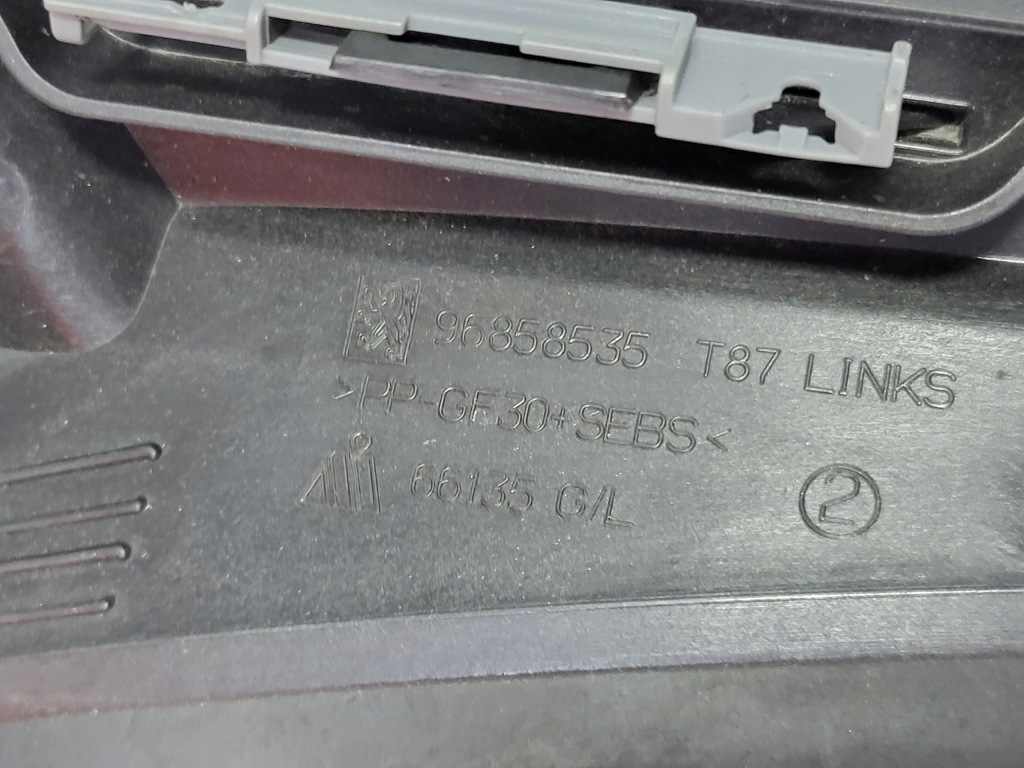 96858535 T87 LINKS
>PP-GF30+SEBS<
66135 G/L
2